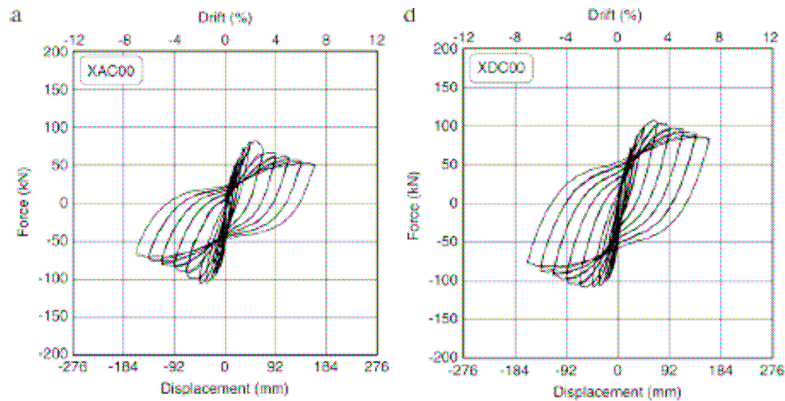 a
Drift (%)
-12 -8 -4 0 4 8 12
200
150
100
50
0
-50
-100
-150
-200
XAC00
Force (kN)
-276 -184 -92 0 92 184 276
Displacement (mm)
d
Drift (%)
-12 -8 -4 0 4 8 12
200
150
100
50
0
-50
-100
-150
-200
XDC00
Force (kN)
-276 -184 -92 0 92 184 276
Displacement (mm)